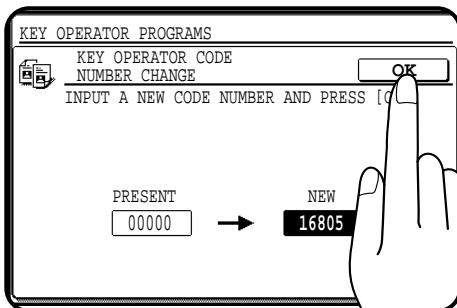 KEY OPERATOR PROGRAMS
KEY OPERATOR CODE
NUMBER CHANGE
OK
INPUT A NEW CODE NUMBER AND PRESS [O
PRESENT
NEW
00000
16805